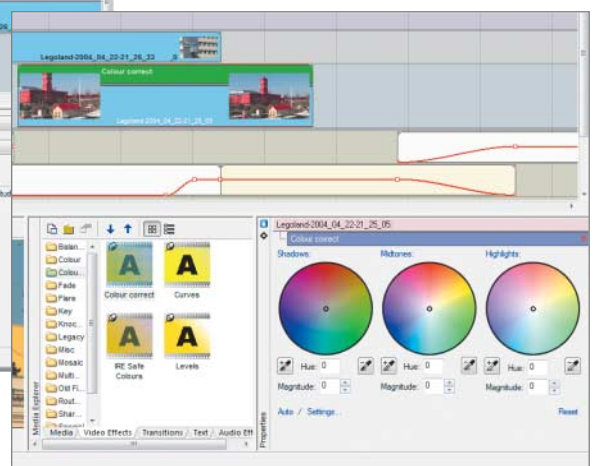 Legoland-2004_04_22-21_26_33
Colour correct
Legoland-2004_04_22-21_25_05
Balan...
Colour
Colou...
Fade
Flare
Key
Knoc...
Legacy
Misc
Mosaic
Multi...
Old Fi...
Rout...
Shar...
Special
Colour correct
Curves
IRE Safe
Colours
Levels
Media Explorer
Media / Video Effects / Transitions / Text / Audio Eff
Legoland-2004_04_22-21_25_05
Colour correct
Shadows:
Midtones:
Highlights:
Hue: 0
Hue: 0
Hue: 0
Magnitude: 0
Magnitude: 0
Magnitude: 0
Auto / Settings...
Reset
Properties